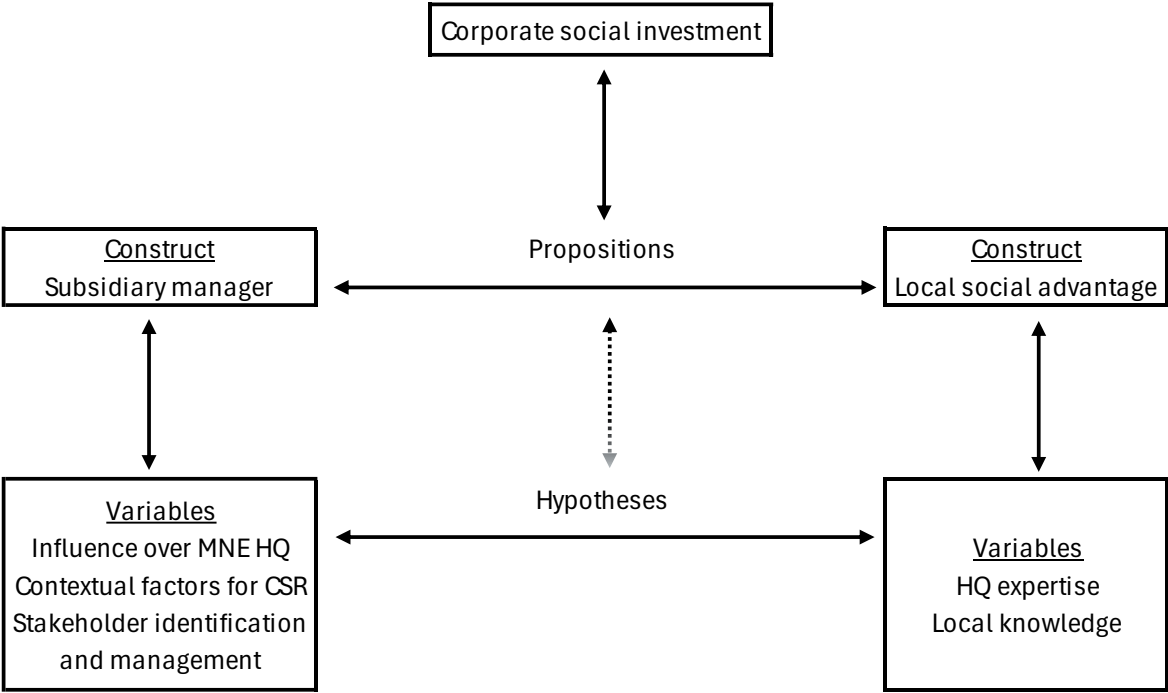 Corporate social investment
Construct
Subsidiary manager
Propositions
Construct
Local social advantage
Variables
Influence over MNE HQ
Contextual factors for CSR
Stakeholder identification
and management
Hypotheses
Variables
HQ expertise
Local knowledge